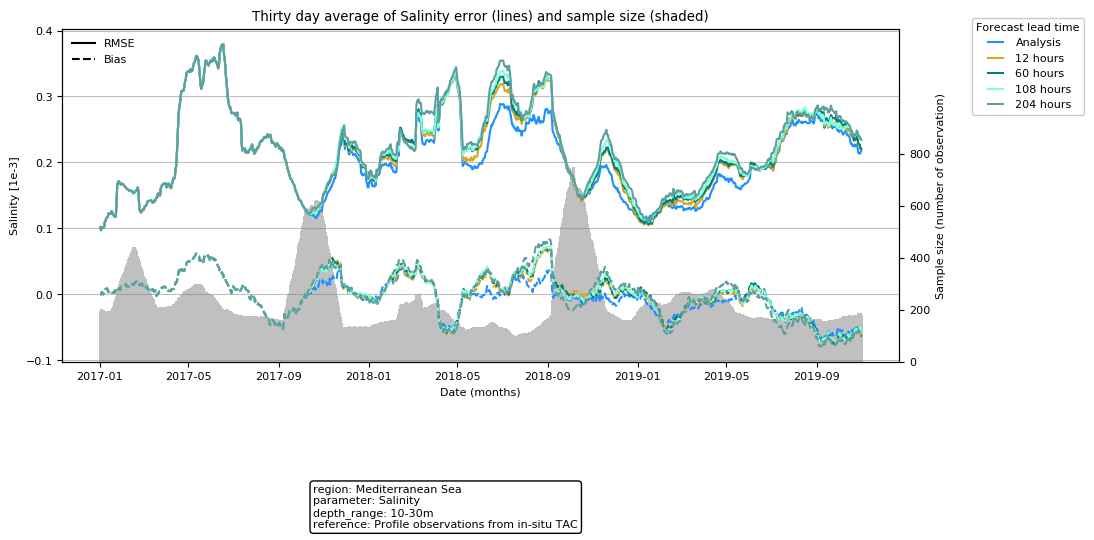 Thirty day average of Salinity error (lines) and sample size (shaded)
Forecast lead time
Analysis
12 hours
60 hours
108 hours
204 hours
RMSE
Bias
0.4
0.3
0.2
0.1
0.0
−0.1
Salinity [1e-3]
800
600
400
200
0
Sample size (number of observation)
2017-01 2017-05 2017-09 2018-01 2018-05 2018-09 2019-01 2019-05 2019-09
Date (months)
region: Mediterranean Sea
parameter: Salinity
depth_range: 10-30m
reference: Profile observations from in-situ TAC